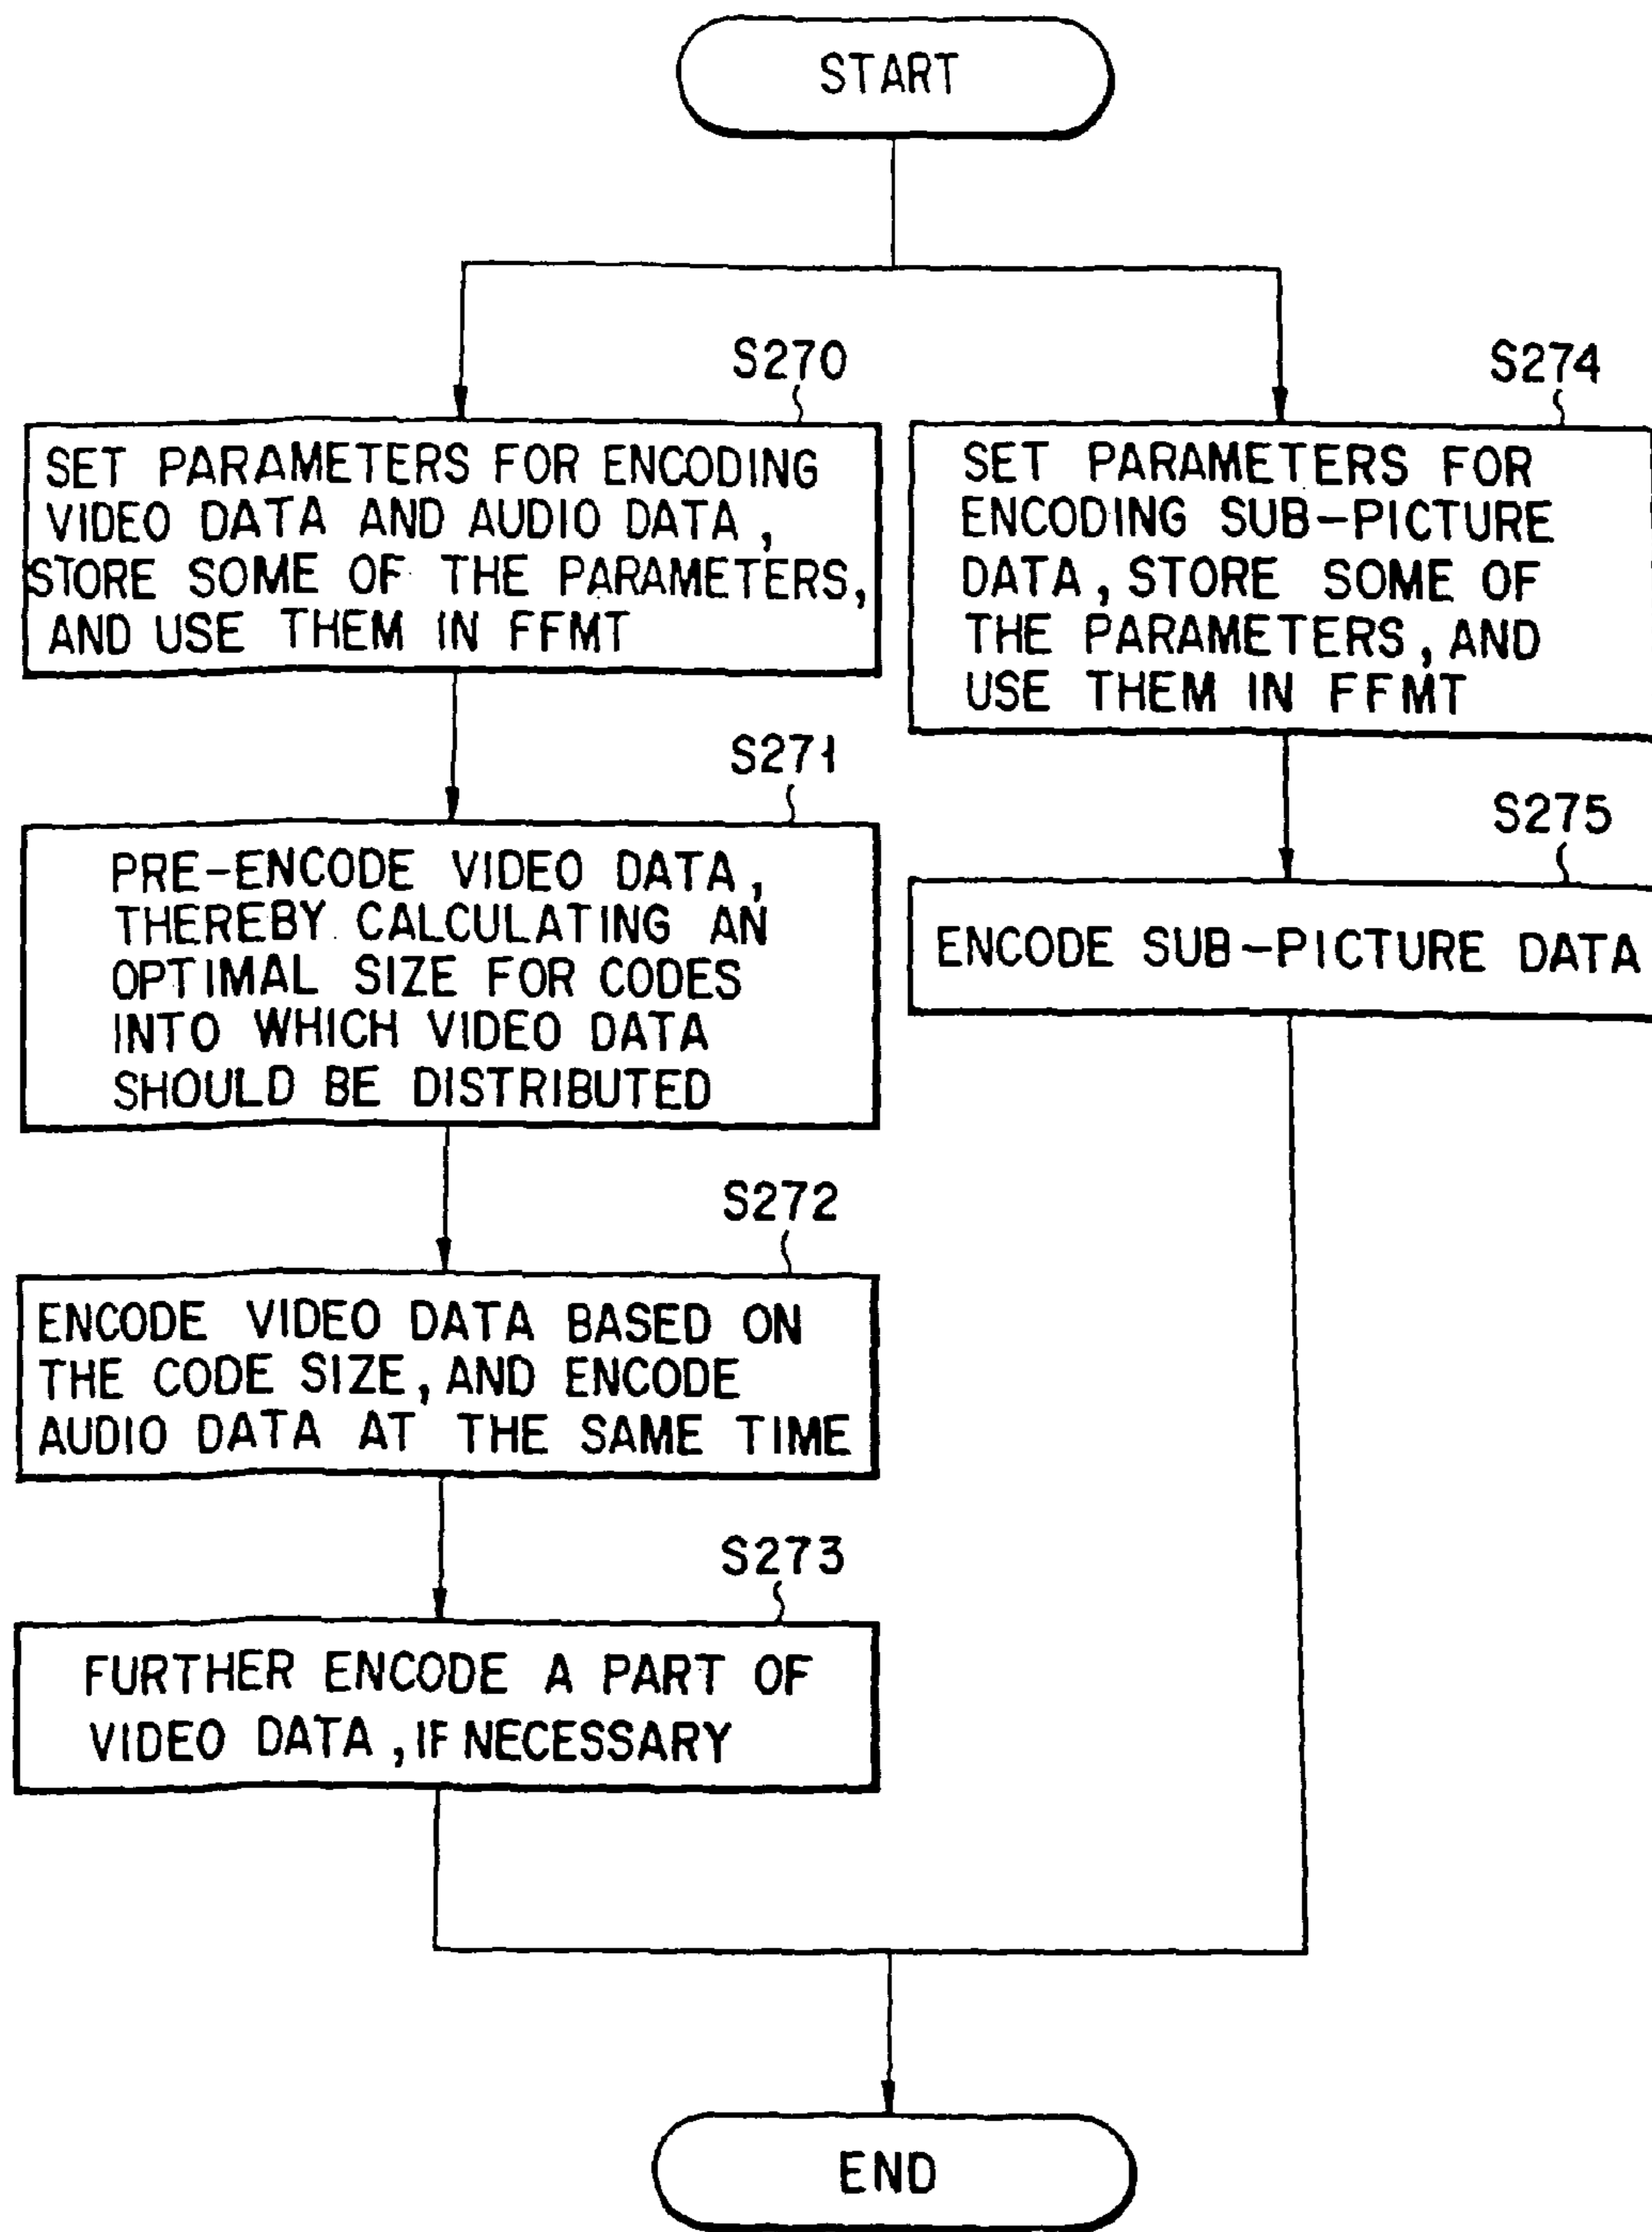 START
S270
SET PARAMETERS FOR ENCODING
VIDEO DATA AND AUDIO DATA,
STORE SOME OF THE PARAMETERS,
AND USE THEM IN FFMT
S271
PRE-ENCODE VIDEO DATA,
THEREBY CALCULATING AN
OPTIMAL SIZE FOR CODES
INTO WHICH VIDEO DATA
SHOULD BE DISTRIBUTED
S272
ENCODE VIDEO DATA BASED ON
THE CODE SIZE, AND ENCODE
AUDIO DATA AT THE SAME TIME
S273
FURTHER ENCODE A PART OF
VIDEO DATA, IF NECESSARY
S274
SET PARAMETERS FOR
ENCODING SUB-PICTURE
DATA, STORE SOME OF
THE PARAMETERS, AND
USE THEM IN FFMT
S275
ENCODE SUB-PICTURE DATA
END